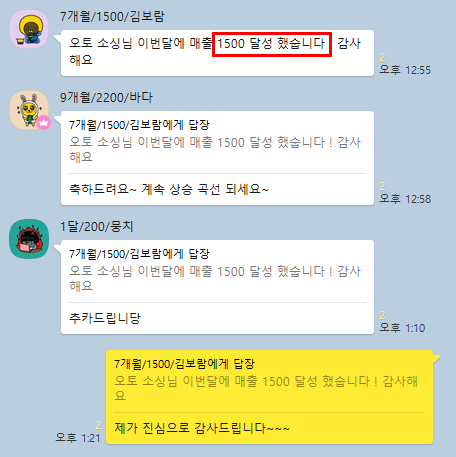 7개월/1500/김보람
오토 소싱님 이번달에 매출 1500 달성 했습니다 감사
해요
2
오후 12:55
9개월/2200/바다
7개월/1500/김보람에게 답장
오토 소싱님 이번달에 매출 1500 달성 했습니다 ! 감사
해요
축하드려요~ 계속 상승 곡선 되세요~
2
오후 12:58
1달/200/뭉치
7개월/1500/김보람에게 답장
오토 소싱님 이번달에 매출 1500 달성 했습니다 ! 감사
해요
추카드립니당
2
오후 1:10
7개월/1500/김보람에게 답장
오토 소싱님 이번달에 매출 1500 달성 했습니다 ! 감사해
요
제가 진심으로 감사드립니다~~~
2
오후 1:21